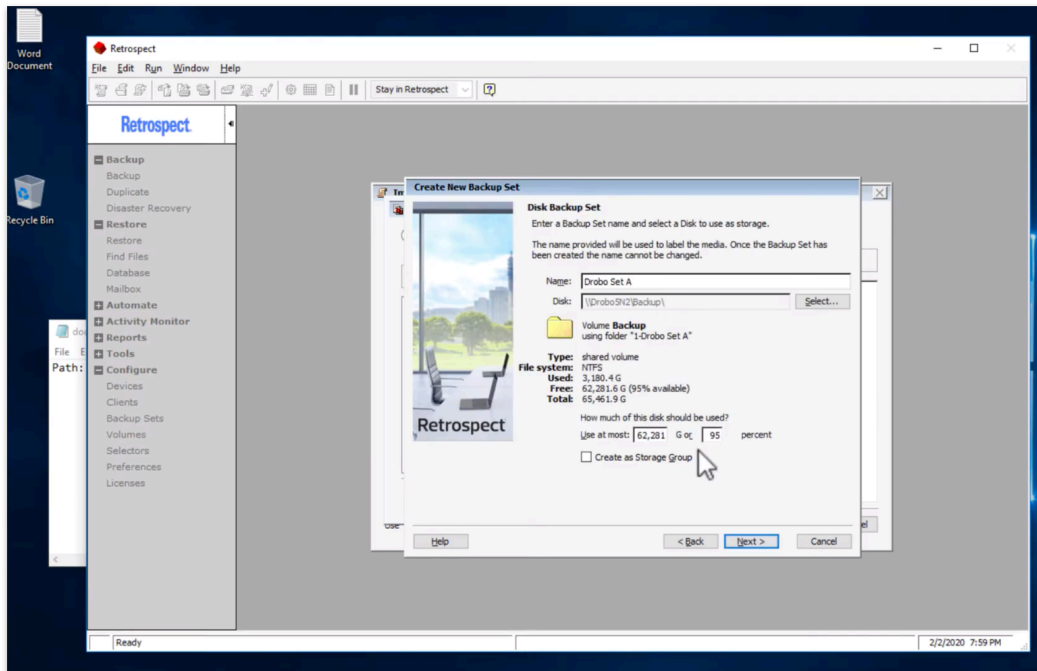 Word
Document
Recycle Bin
Retrospect
File Edit Run Window Help
Stay in Retrospect
Retrospect
Backup
Backup
Duplicate
Disaster Recovery
Restore
Restore
Find Files
Database
Mailbox
Automate
Activity Monitor
Reports
Tools
Configure
Devices
Clients
Backup Sets
Volumes
Selectors
Preferences
Licenses
File E
Path:
Create New Backup Set
Disk Backup Set
Enter a Backup Set name and select a Disk to use as storage.
The name provided will be used to label the media. Once the Backup Set has
been created the name cannot be changed.
Name: Drobo Set A
Disk: \\DroboSN2\Backup\ Select...
Volume Backup
using folder "1-Drobo Set A"
Type: shared volume
File system: NTFS
Used: 3,180.4 G
Free: 62,281.6 G (95% available)
Total: 65,461.9 G
How much of this disk should be used?
Use at most: 62,281 G or 95 percent
Create as Storage Group
Retrospect
Help < Back Next > Cancel
Ready 2/2/2020 7:59 PM